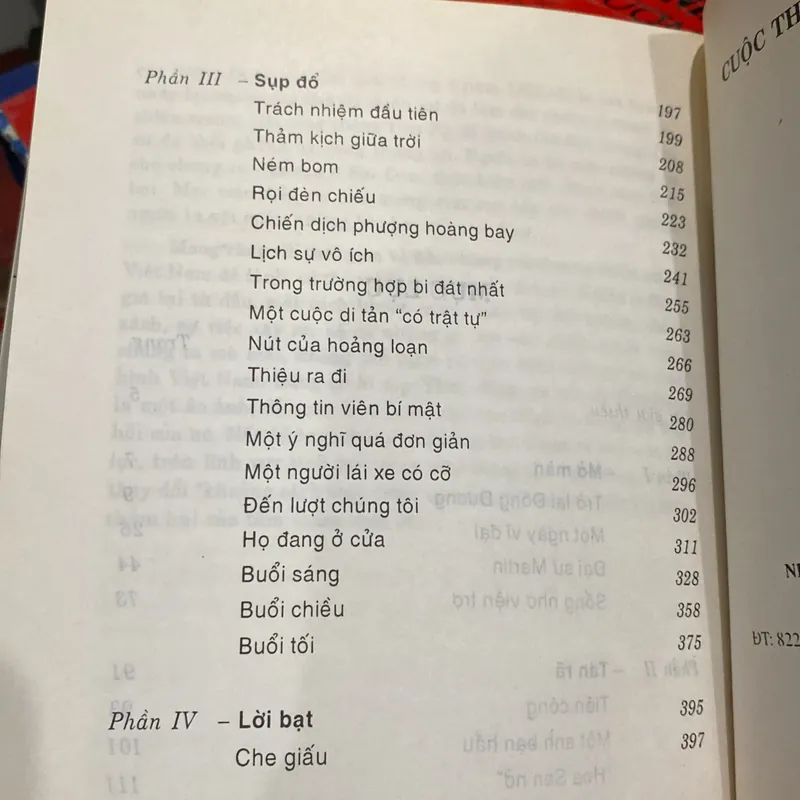 Phần III – Sụp đổ 197
Trách nhiệm đầu tiên 199
Thảm kịch giữa trời 208
Ném bom 215
Rọi đèn chiếu 223
Chiến dịch phượng hoàng bay 232
Lịch sự vô ích 241
Trong trường hợp bi đát nhất 255
Một cuộc di tản “có trật tự” 263
Nút của hoảng loạn 266
Thiệu ra đi 269
Thông tin viên bí mật 280
Một ý nghĩ quá đơn giản 288
Một người lái xe có cỡ 296
Đến lượt chúng tôi 302
Họ đang ở cửa 311
Buổi sáng 328
Buổi chiều 358
Buổi tối 375
Phần IV – Lời bạt 395
Che giấu 397
CUỘC TH
ĐT: 822